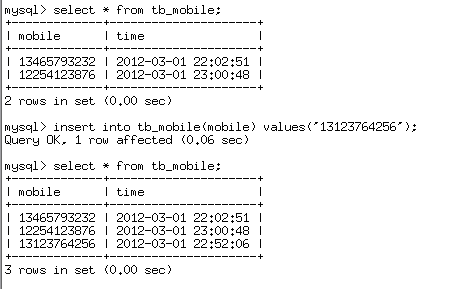 mysql> select * from tb_mobile;
+-------------+---------------------+
| mobile      | time                |
+-------------+---------------------+
| 13465793232 | 2012-03-01 22:02:51 |
| 12254123876 | 2012-03-01 23:00:48 |
+-------------+---------------------+
2 rows in set (0.00 sec)
mysql> insert into tb_mobile(mobile) values("13123764256");
Query OK, 1 row affected (0.06 sec)
mysql> select * from tb_mobile;
+-------------+---------------------+
| mobile      | time                |
+-------------+---------------------+
| 13465793232 | 2012-03-01 22:02:51 |
| 12254123876 | 2012-03-01 23:00:48 |
| 13123764256 | 2012-03-01 22:52:06 |
+-------------+---------------------+
3 rows in set (0.00 sec)